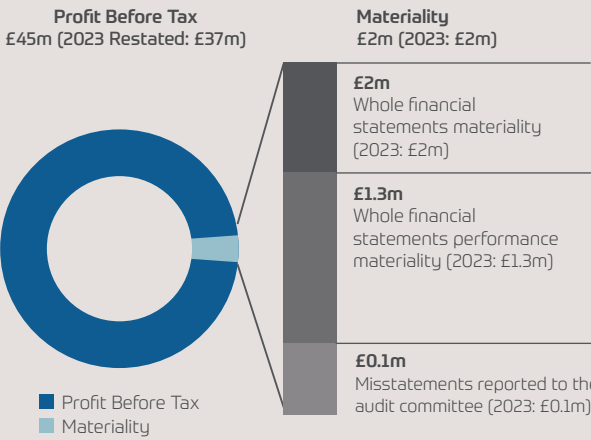 Profit Before Tax
£45m (2023 Restated: £37m)
Materiality
£2m (2023: £2m)
£2m
Whole financial
statements materiality
(2023: £2m)
£1.3m
Whole financial
statements performance
materiality (2023: £1.3m)
£0.1m
Misstatements reported to the
audit committee (2023: £0.1m)
Profit Before Tax
Materiality